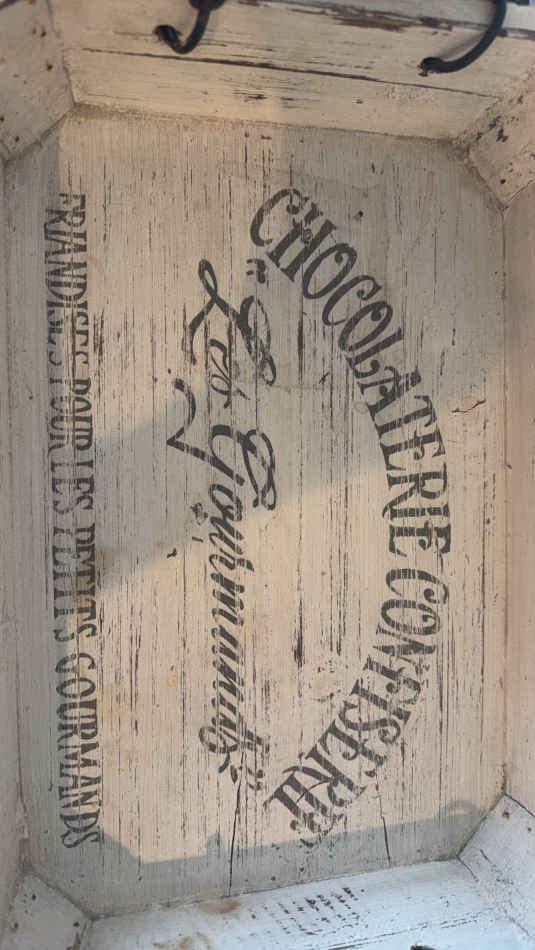 CHOCOLATERIE CONFISERIE
"Les Gourmands"
FRIANDISES POUR LES PETITS GOURMANDS